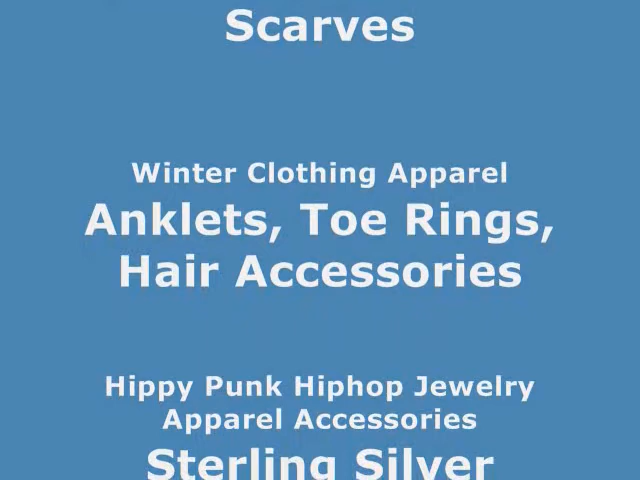 Scarves
Winter Clothing Apparel
Anklets, Toe Rings,
Hair Accessories
Hippy Punk Hiphop Jewelry
Apparel Accessories
Sterling Silver